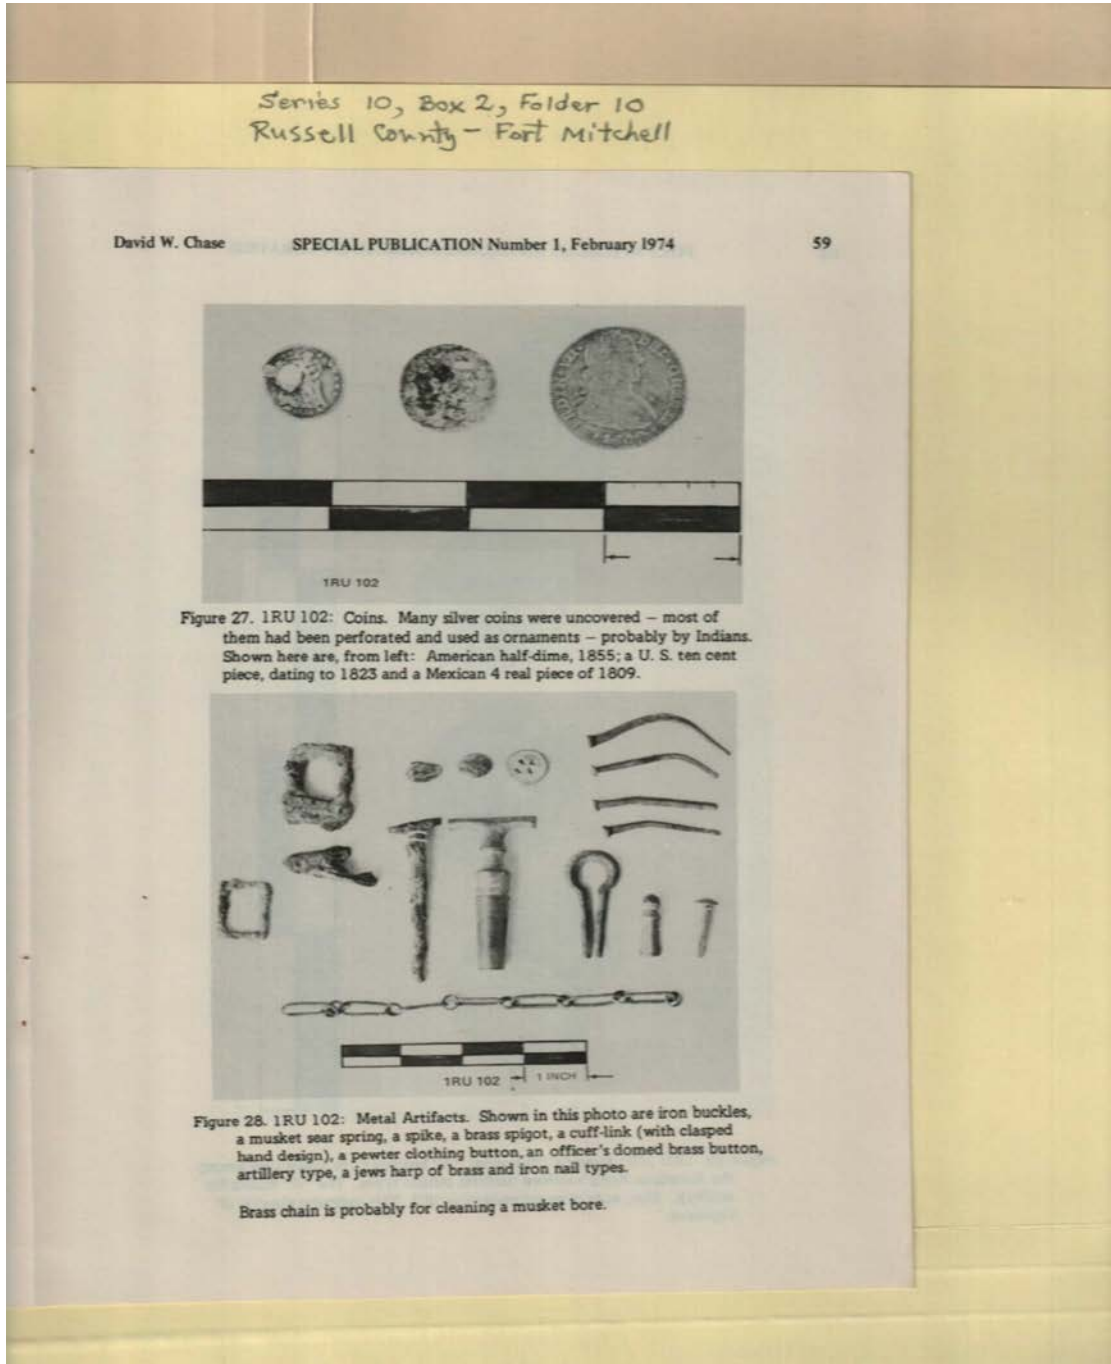 Series 10, Box 2, Folder 10
Russell County - Fort Mitchell
David W. Chase SPECIAL PUBLICATION Number 1, February 1974 59
1RU 102
Figure 27. 1RU 102: Coins. Many silver coins were uncovered – most of
them had been perforated and used as ornaments – probably by Indians.
Shown here are, from left: American half-dime, 1855; a U. S. ten cent
piece, dating to 1823 and a Mexican 4 real piece of 1809.
1RU 102 1 INCH
Figure 28. 1RU 102: Metal Artifacts. Shown in this photo are iron buckles,
a musket sear spring, a spike, a brass spigot, a cuff-link (with clasped
hand design), a pewter clothing button, an officer's domed brass button,
artillery type, a jews harp of brass and iron nail types.
Brass chain is probably for cleaning a musket bore.